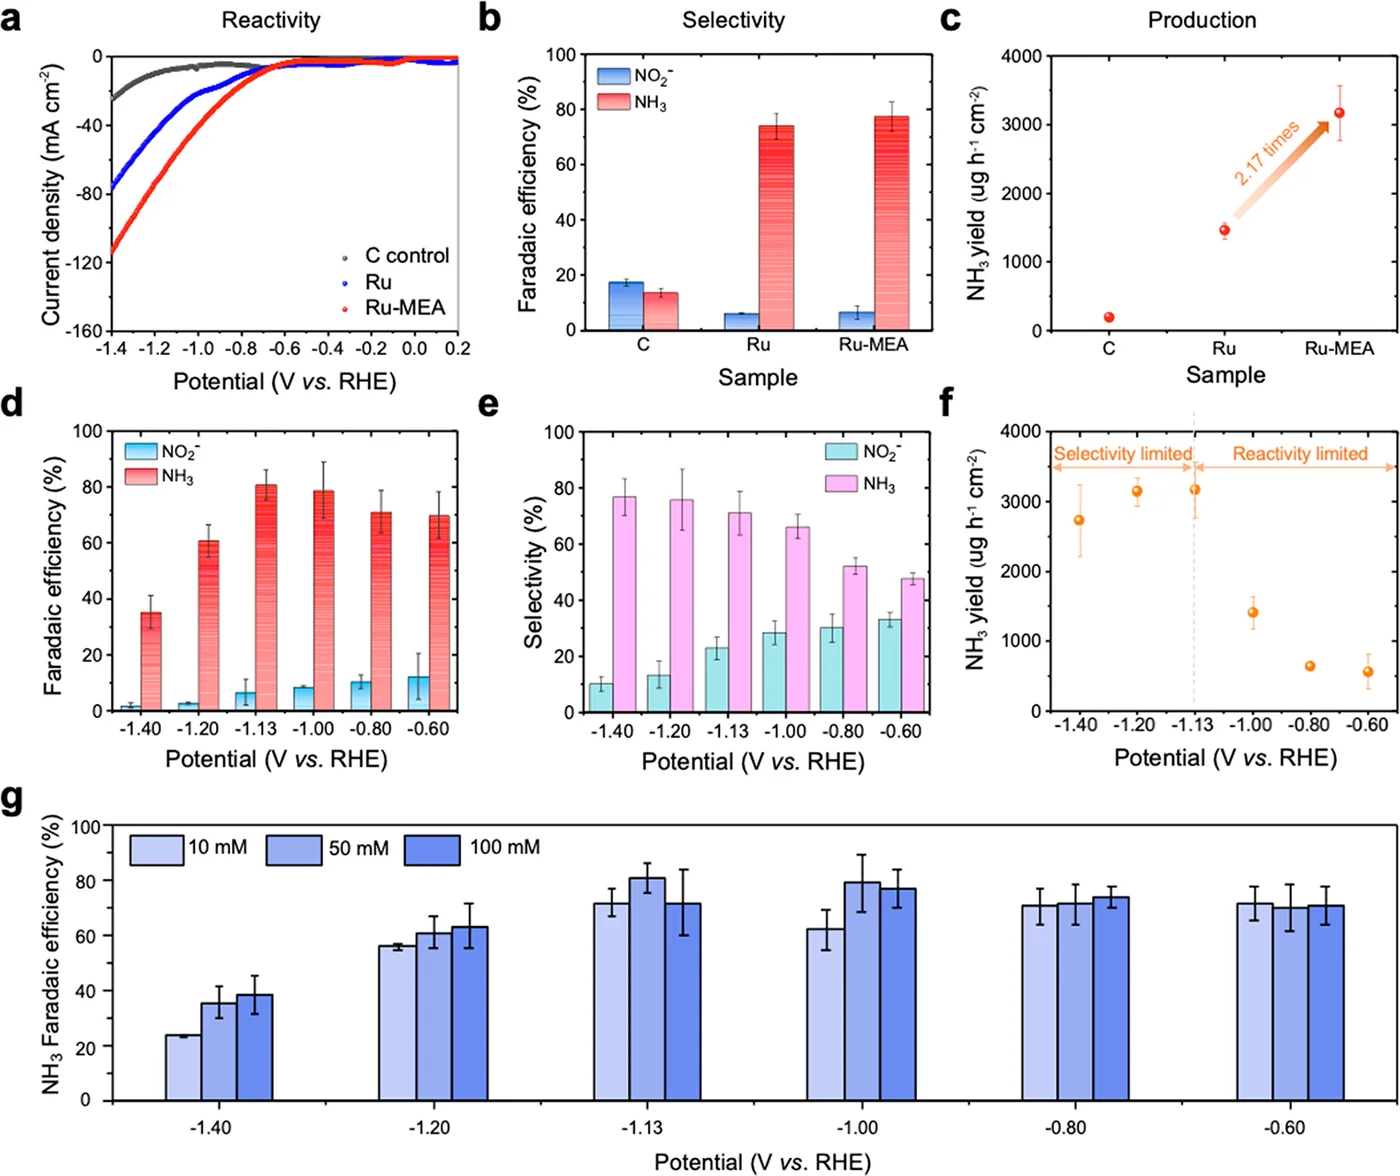 a
Reactivity
Current density (mA cm-2)
0
-40
-80
-120
-160
C control
Ru
Ru-MEA
-1.4 -1.2 -1.0 -0.8 -0.6 -0.4 -0.2 0.0 0.2
Potential (V vs. RHE)
b
Selectivity
Faradaic efficiency (%)
100
80
60
40
20
0
NO2-
NH3
C Ru Ru-MEA
Sample
c
Production
NH3 yield (ug h-1 cm-2)
4000
3000
2000
1000
0
2.17 times
C Ru Ru-MEA
Sample
d
Faradaic efficiency (%)
100
80
60
40
20
0
NO2-
NH3
-1.40 -1.20 -1.13 -1.00 -0.80 -0.60
Potential (V vs. RHE)
e
Selectivity (%)
100
80
60
40
20
0
NO2-
NH3
-1.40 -1.20 -1.13 -1.00 -0.80 -0.60
Potential (V vs. RHE)
f
NH3 yield (ug h-1 cm-2)
4000
3000
2000
1000
0
Selectivity limited Reactivity limited
-1.40 -1.20 -1.13 -1.00 -0.80 -0.60
Potential (V vs. RHE)
g
NH3 Faradaic efficiency (%)
100
80
60
40
20
0
10 mM 50 mM 100 mM
-1.40 -1.20 -1.13 -1.00 -0.80 -0.60
Potential (V vs. RHE)